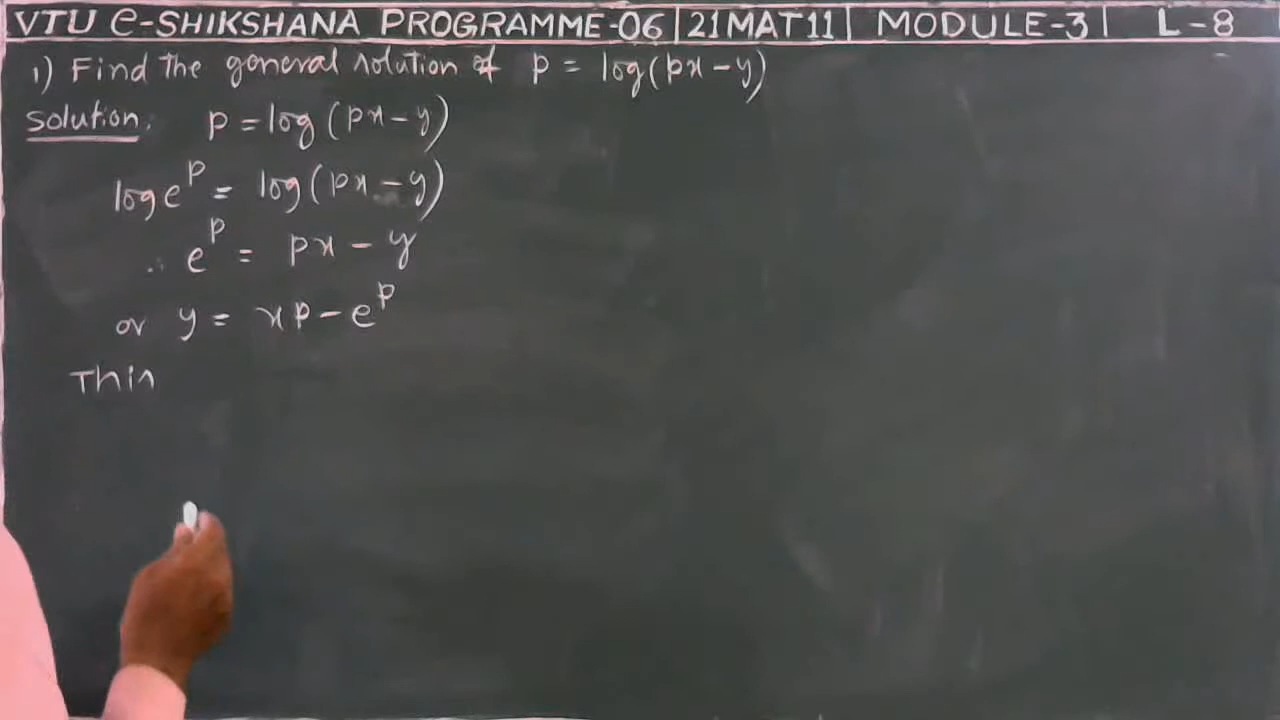 VTU e-SHIKSHANA PROGRAMME-06 | 21MAT11 | MODULE-3 | L-8
1) Find the general solution of p = log(px-y)
Solution: p = log(px-y)
log e^p = log(px-y)
∴ e^p = px - y
or y = xp - e^p
This